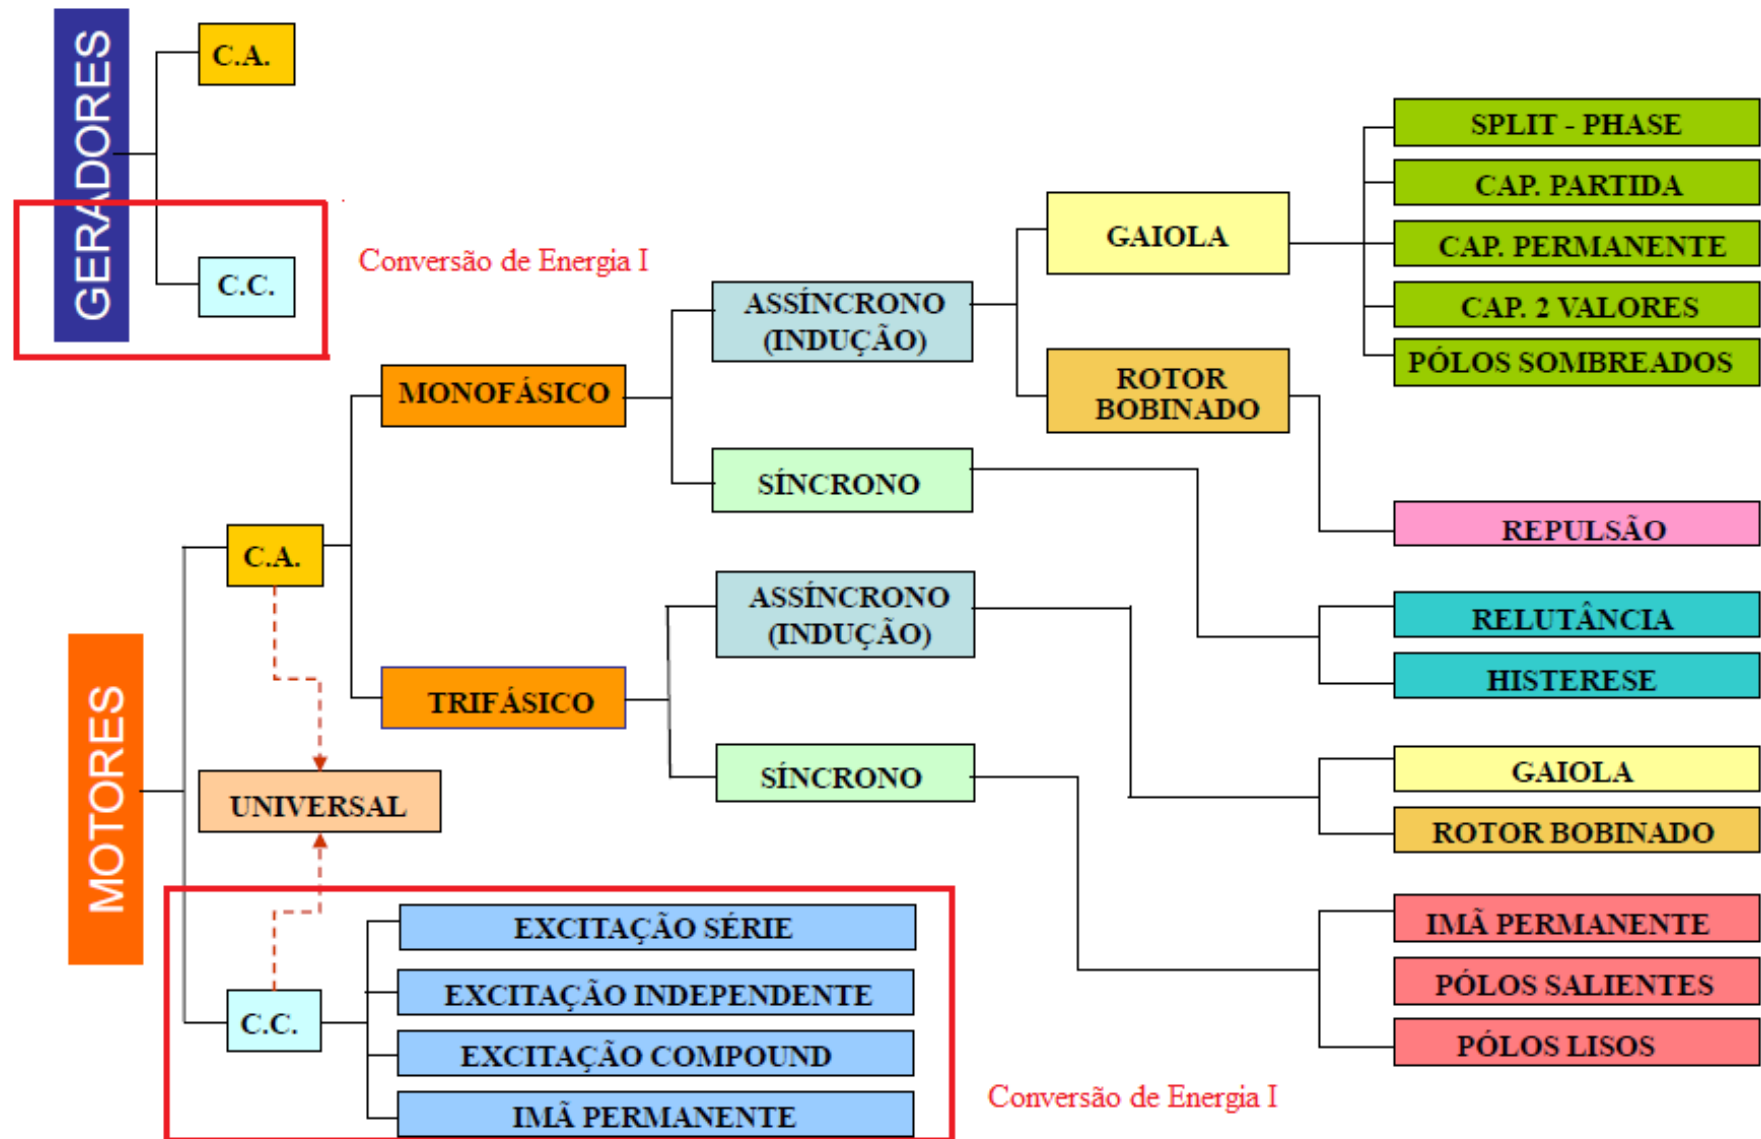 GERADORES
C.A.
C.C.
Conversão de Energia I
MOTORES
C.A.
UNIVERSAL
C.C.
MONOFÁSICO
TRIFÁSICO
ASSÍNCRONO
(INDUÇÃO)
SÍNCRONO
ASSÍNCRONO
(INDUÇÃO)
SÍNCRONO
GAIOLA
ROTOR
BOBINADO
SPLIT - PHASE
CAP. PARTIDA
CAP. PERMANENTE
CAP. 2 VALORES
PÓLOS SOMBREADOS
REPULSÃO
RELUTÂNCIA
HISTERESE
GAIOLA
ROTOR BOBINADO
IMÃ PERMANENTE
PÓLOS SALIENTES
PÓLOS LISOS
EXCITAÇÃO SÉRIE
EXCITAÇÃO INDEPENDENTE
EXCITAÇÃO COMPOUND
IMÃ PERMANENTE
Conversão de Energia I